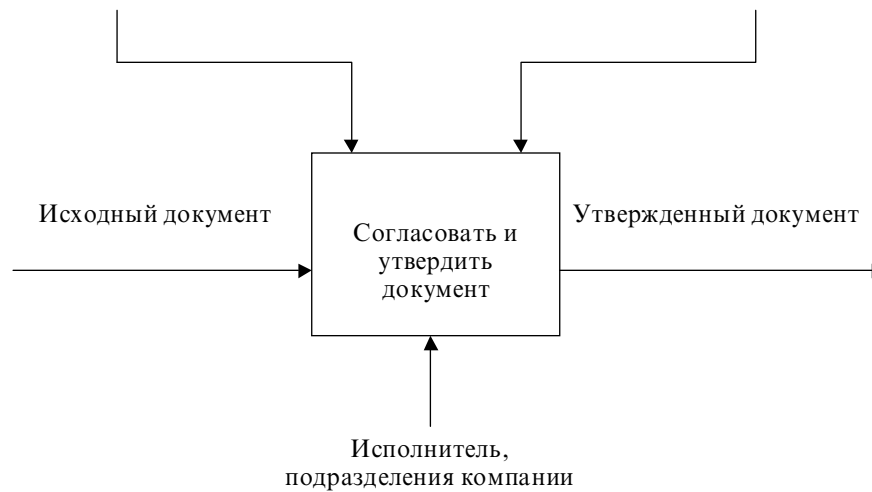 Исходный документ
Утвержденный документ
Согласовать и
утвердить
документ
Исполнитель,
подразделения компании